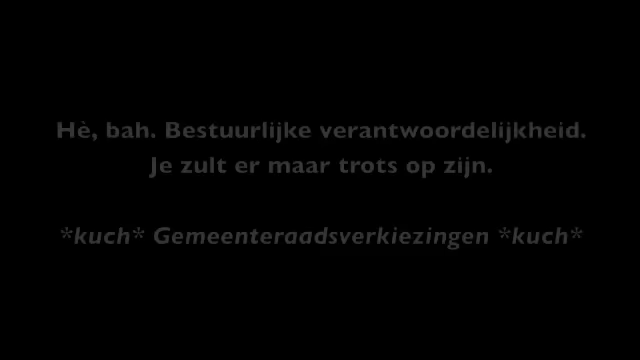 Hè, bah. Bestuurlijke verantwoordelijkheid.
Je zult er maar trots op zijn.
*kuch* Gemeenteraadsverkiezingen *kuch*